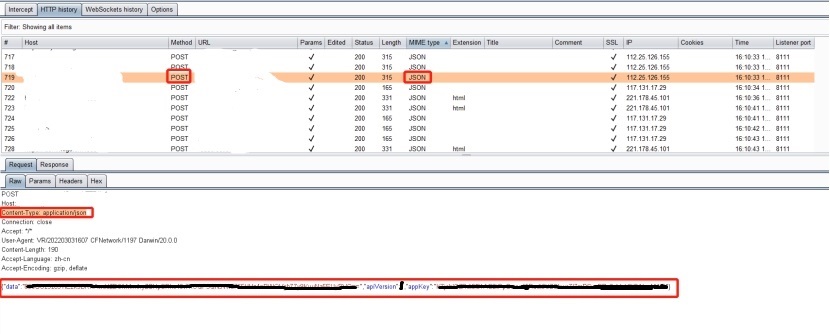 Intercept HTTP history WebSockets history Options
Filter: Showing all items
# Host Method URL Params Edited Status Length MIME type Extension Title Comment SSL IP Cookies Time Listener port
717 POST ✓ 200 315 JSON ✓ 112.25.126.155 16:10:33 1... 8111
718 POST ✓ 200 315 JSON ✓ 112.25.126.155 16:10:33 1... 8111
719 POST ✓ 200 315 JSON ✓ 112.25.126.155 16:10:33 1... 8111
720 POST ✓ 200 165 JSON ✓ 117.131.17.29 16:10:34 1... 8111
722 POST ✓ 200 331 JSON html ✓ 221.178.45.101 16:10:36 1... 8111
723 POST ✓ 200 331 JSON html ✓ 221.178.45.101 16:10:41 1... 8111
724 POST ✓ 200 165 JSON ✓ 117.131.17.29 16:10:41 1... 8111
725 POST ✓ 200 165 JSON ✓ 117.131.17.29 16:10:42 1... 8111
726 POST ✓ 200 165 JSON ✓ 117.131.17.29 16:10:43 1... 8111
728 POST ✓ 200 331 JSON html ✓ 221.178.45.101 16:10:43 1... 8111
Request Response
Raw Params Headers Hex
POST
Host:
Content-Type: application/json
Connection: close
Accept: */*
User-Agent: VR/202203031607 CFNetwork/1197 Darwin/20.0.0
Content-Length: 190
Accept-Language: zh-cn
Accept-Encoding: gzip, deflate
{"data":" ","apiVersion": ,"appKey":"